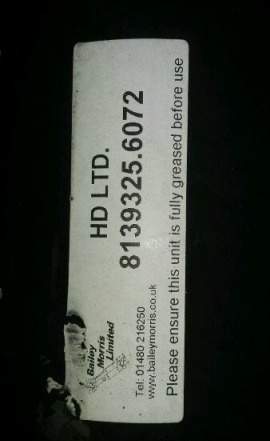 HD LTD.
8139325.6072
Bailey
Morris
Limited
Tel: 01480 216250
www.baileymorris.co.uk
Please ensure this unit is fully greased before use